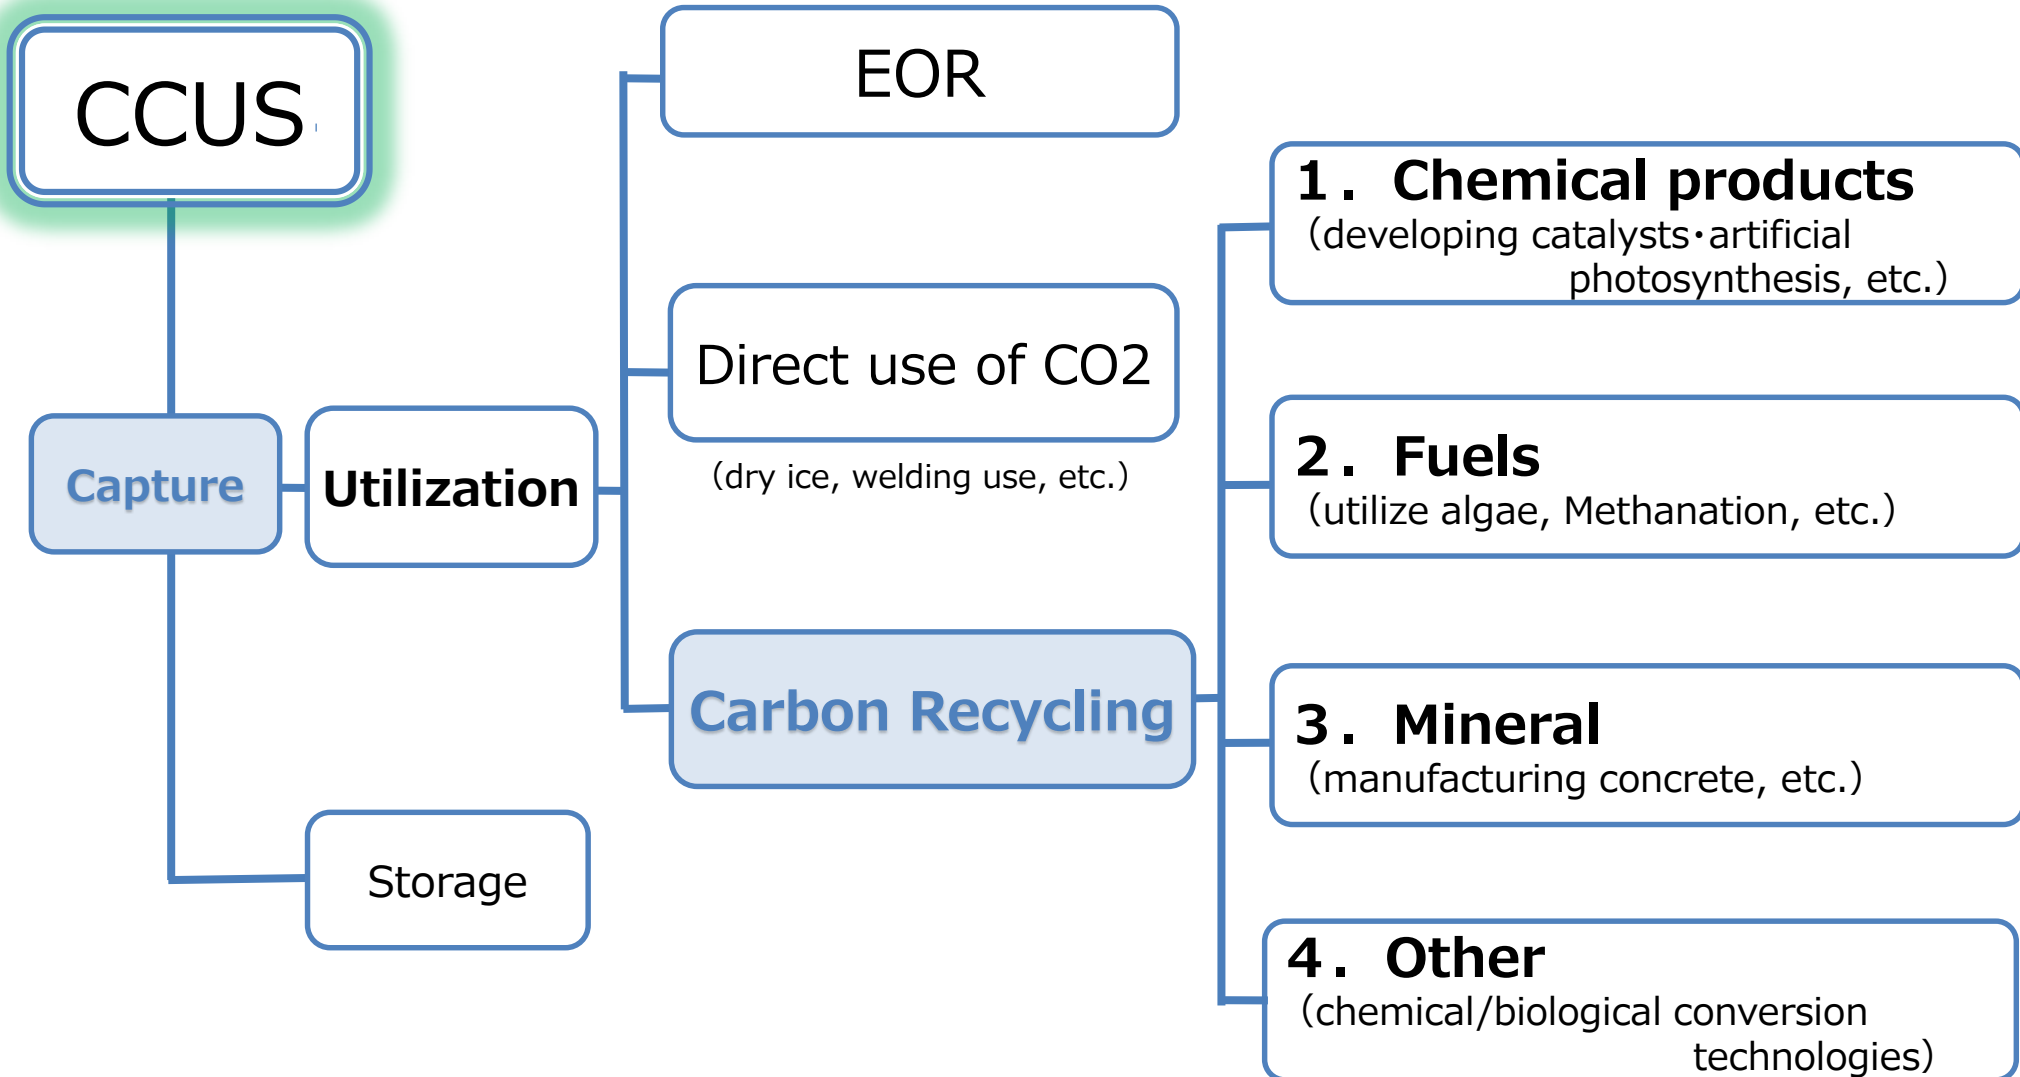 CCUS
EOR
Direct use of CO2
（dry ice, welding use, etc.）
Capture
Utilization
Carbon Recycling
Storage
１．Chemical products
（developing catalysts・artificial
photosynthesis, etc.）
２．Fuels
（utilize algae, Methanation, etc.）
３．Mineral
（manufacturing concrete, etc.）
４．Other
（chemical/biological conversion
technologies）